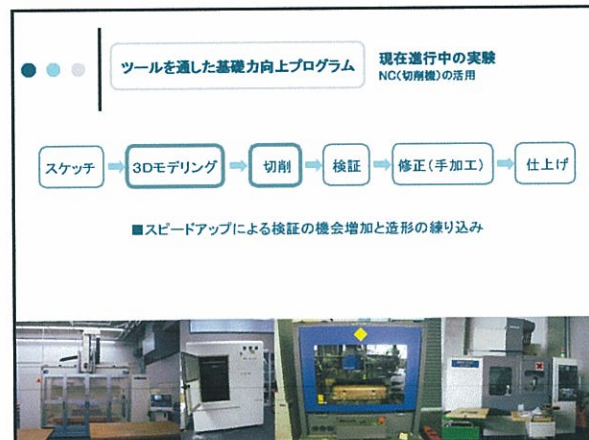 ツールを通した基礎力向上プログラム
現在進行中の実験
NC(切削機)の活用
スケッチ
3Dモデリング
切削
検証
修正(手加工)
仕上げ
■スピードアップによる検証の機会増加と造形の練り込み